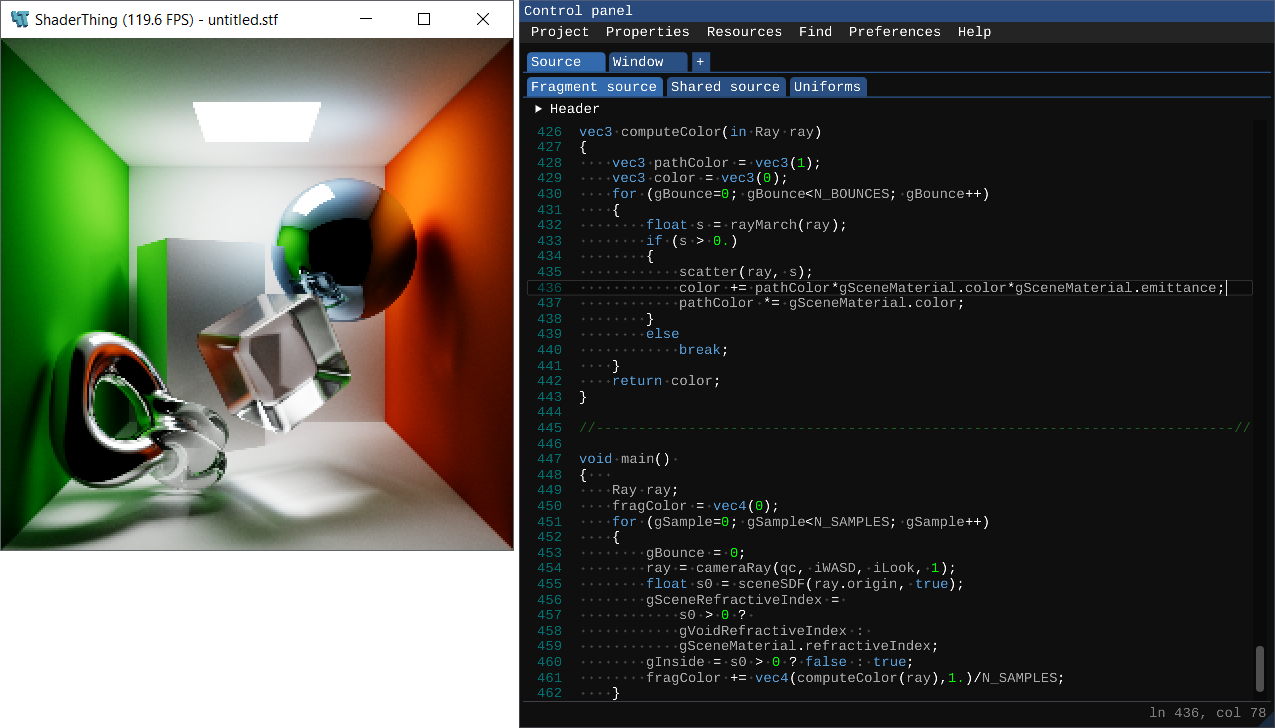 ShaderThing (119.6 FPS) - untitled.stf
Control panel
Project Properties Resources Find Preferences Help
Source Window +
Fragment source Shared source Uniforms
Header
426 vec3 computeColor(in Ray ray)
427 {
428 ····vec3 pathColor = vec3(1);
429 ····vec3 color = vec3(0);
430 ····for (gBounce=0; gBounce<N_BOUNCES; gBounce++)
431 ····{
432 ········float s = rayMarch(ray);
433 ········if (s > 0.)
434 ········{
435 ············scatter(ray, s);
436 ············color += pathColor*gSceneMaterial.color*gSceneMaterial.emittance;
437 ············pathColor *= gSceneMaterial.color;
438 ········}
439 ········else
440 ············break;
441 ····}
442 ····return color;
443 }
444
445 //-----------------------------------------------------------------------------//
446
447 void main()
448 {
449 ····Ray ray;
450 ····fragColor = vec4(0);
451 ····for (gSample=0; gSample<N_SAMPLES; gSample++)
452 ····{
453 ········gBounce = 0;
454 ········ray = cameraRay(qc, iWASD, iLook, 1);
455 ········float s0 = sceneSDF(ray.origin, true);
456 ········gSceneRefractiveIndex =
457 ············s0 > 0 ?
458 ············gVoidRefractiveIndex :
459 ············gSceneMaterial.refractiveIndex;
460 ········gInside = s0 > 0 ? false : true;
461 ········fragColor += vec4(computeColor(ray),1.)/N_SAMPLES;
462 ····}
ln 436, col 78